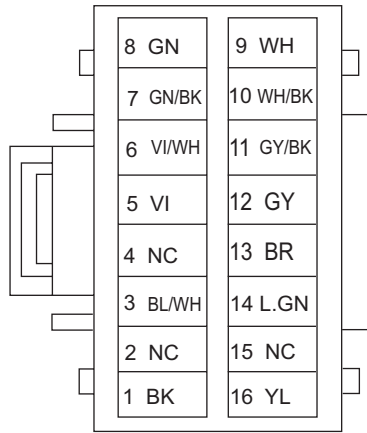 8 GN 9 WH
7 GN/BK 10 WH/BK
6 VI/WH 11 GY/BK
5 VI 12 GY
4 NC 13 BR
3 BL/WH 14 L.GN
2 NC 15 NC
1 BK 16 YL